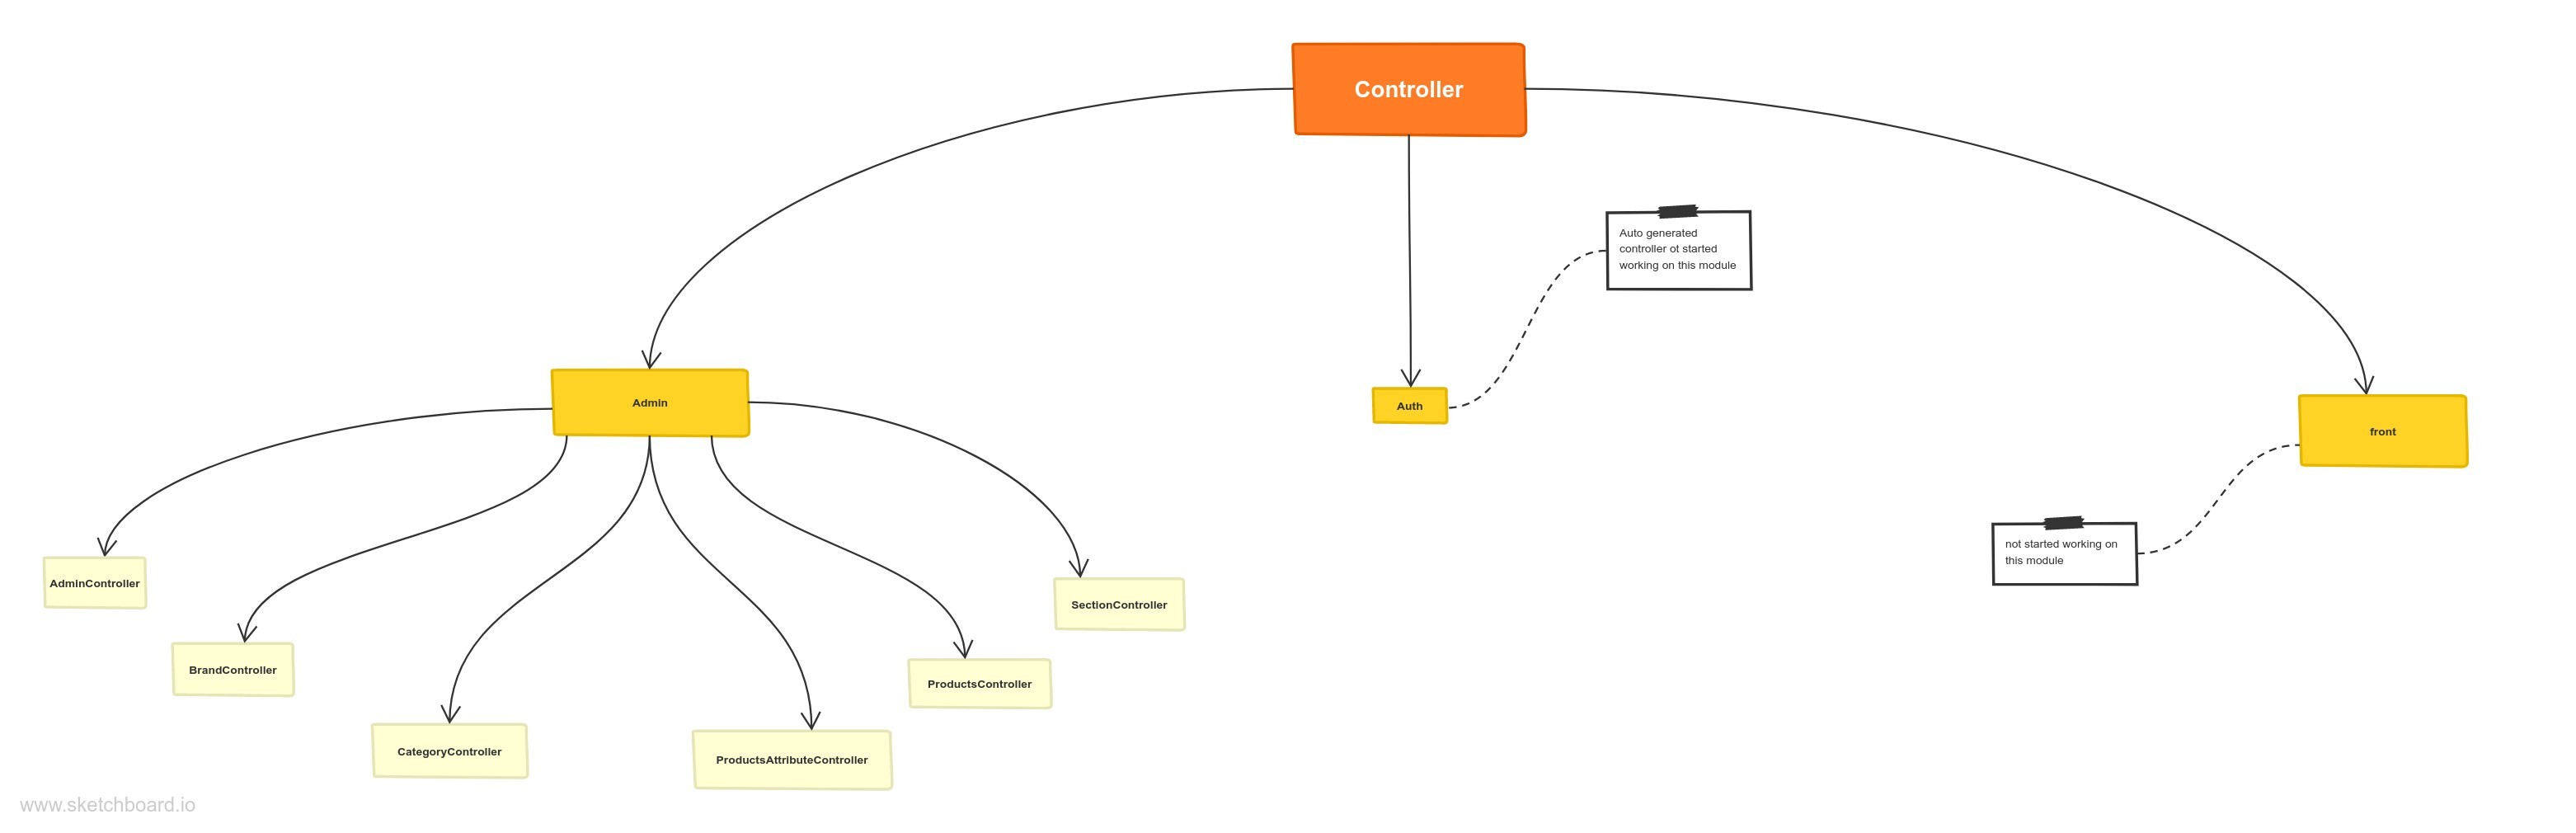 Controller
Auto generated
controller ot started
working on this module
Admin
Auth
front
not started working on
this module
AdminController
SectionController
BrandController
ProductsController
CategoryController
ProductsAttributeController
www.sketchboard.io